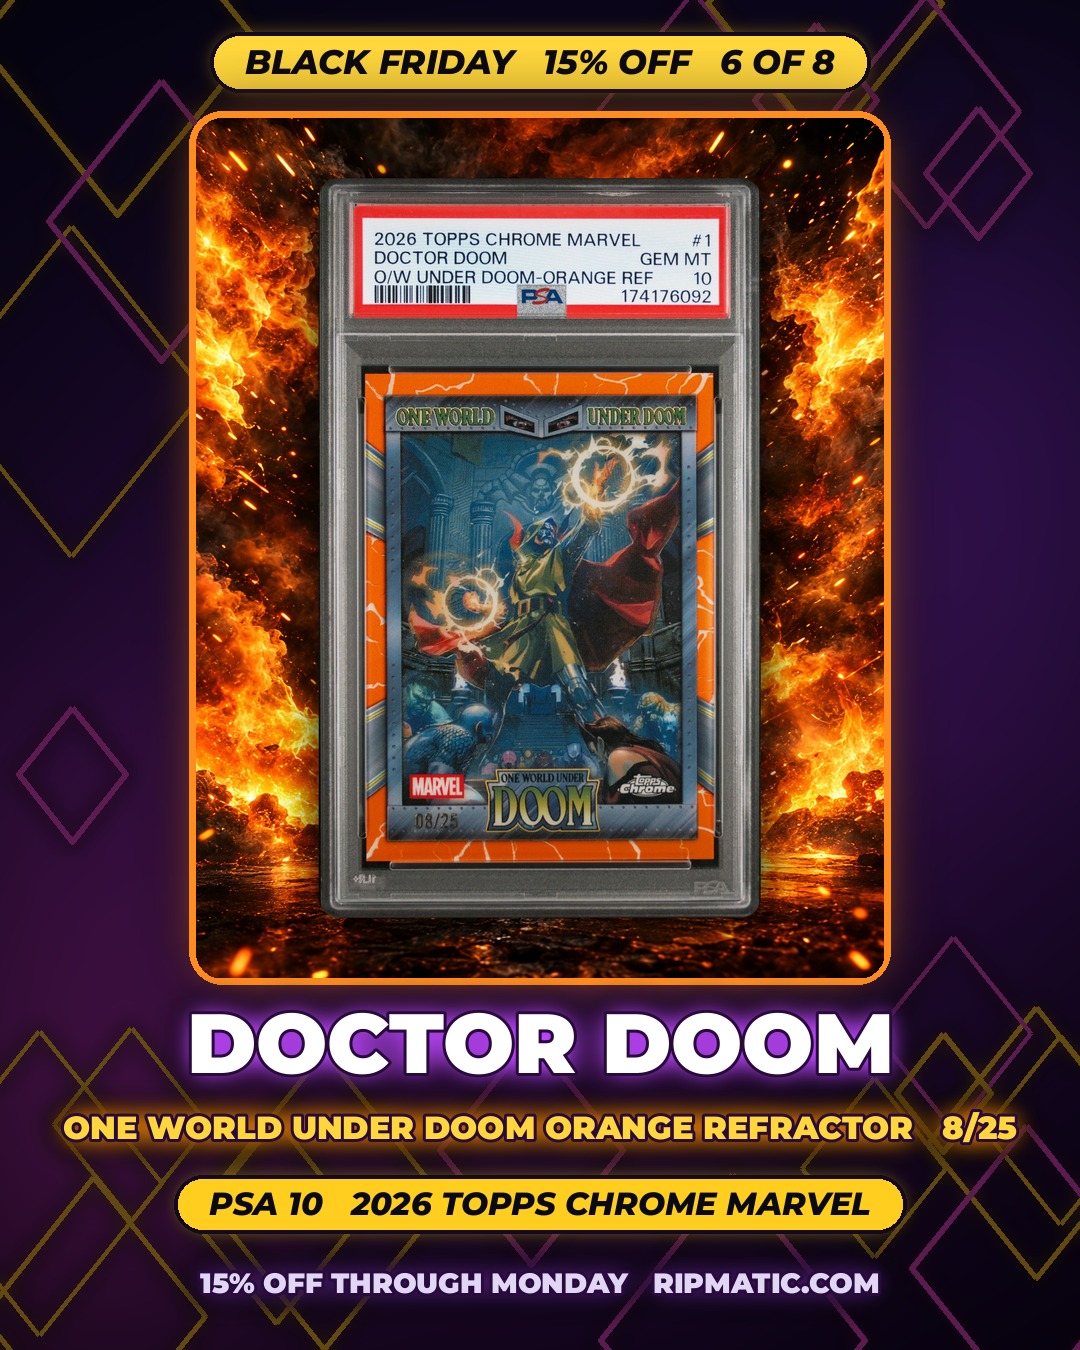 BLACK FRIDAY 15% OFF 6 OF 8
2026 TOPPS CHROME MARVEL #1
DOCTOR DOOM GEM MT
O/W UNDER DOOM-ORANGE REF 10
PSA 174176092
ONE WORLD UNDER DOOM
MARVEL
ONE WORLD UNDER
DOOM
Topps
Chrome
08/25
PSA
DOCTOR DOOM
ONE WORLD UNDER DOOM ORANGE REFRACTOR 8/25
PSA 10 2026 TOPPS CHROME MARVEL
15% OFF THROUGH MONDAY RIPMATIC.COM